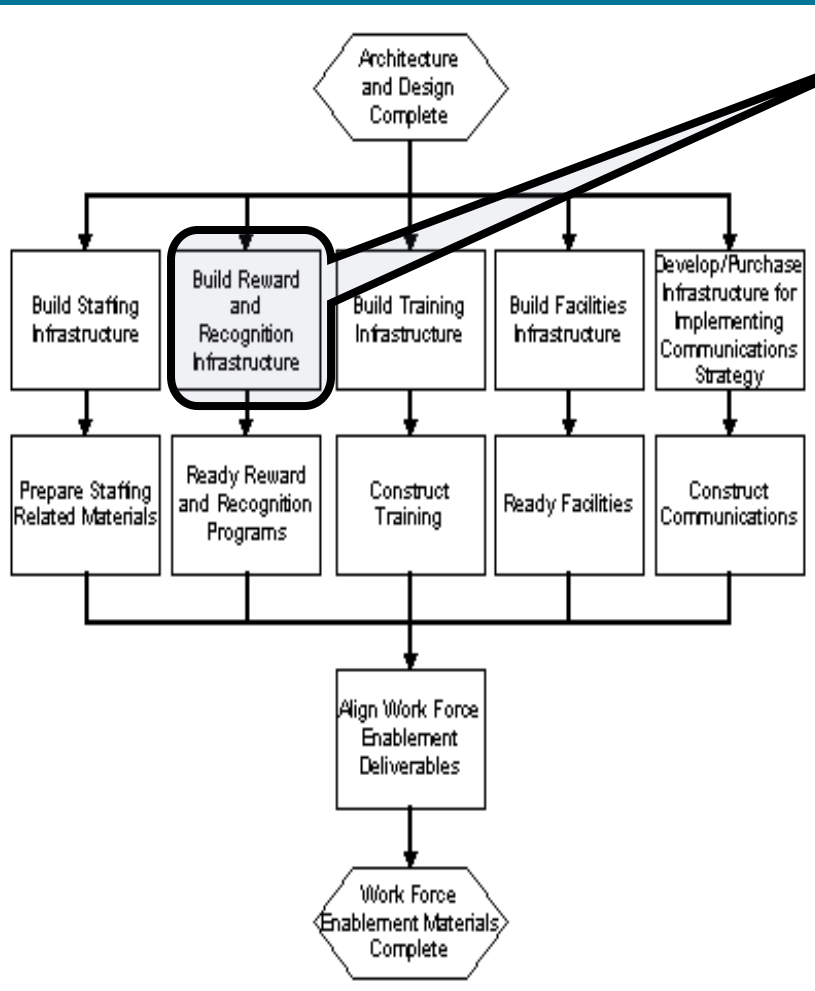 Architecture
and Design
Complete
Build Staffing
Infrastructure
Build Reward
and
Recognition
Infrastructure
Build Training
Infrastructure
Build Facilities
Infrastructure
Develop/Purchase
Infrastructure for
Implementing
Communications
Strategy
Prepare Staffing
Related Materials
Ready Reward
and Recognition
Programs
Construct
Training
Ready Facilities
Construct
Communications
Align Work Force
Enablement
Deliverables
Work Force
Enablement Materials
Complete